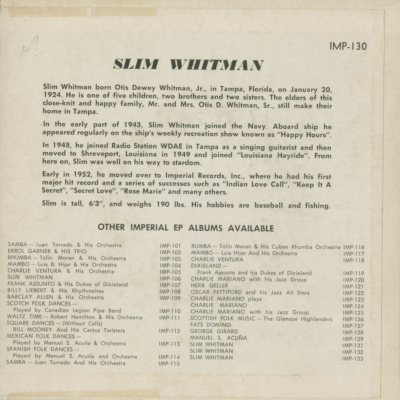 IMP-130
SLIM WHITMAN
Slim Whitman born Otis Dewey Whitman, Jr., in Tampa, Florida, on January 20,
1924. He is one of five children, two brothers and two sisters. The elders of this
close-knit and happy family, Mr. and Mrs. Otis D. Whitman, Sr., still make their
home in Tampa.
In the early part of 1943, Slim Whitman joined the Navy. Aboard ship he
appeared regularly on the ship's weekly recreation show known as "Happy Hours".
In 1948, he joined Radio Station WDAE in Tampa as a singing guitarist and then
moved to Shreveport, Louisiana in 1949 and joined "Louisiana Hayride". From
here on, Slim was well on his way to stardom.
Early in 1952, he moved over to Imperial Records, Inc., where he had his first
major hit record and a series of successes such as "Indian Love Call", "Keep It A
Secret", "Secret Love", "Rose Marie" and many others.
Slim is tall, 6'3", and weighs 190 lbs. His hobbies are baseball and fishing.
OTHER IMPERIAL EP ALBUMS AVAILABLE
SAMBA— Juan Torrado & His Orchestra IMP-101
ERROL GARNER & HIS TRIO IMP-102
RHUMBA— Tolin Moran & His Orchestra IMP-103
MAMBO— Luis B. Hijar & His Orchestra IMP-104
CHARLIE VENTURA & His Orchestra IMP-105
SLIM WHITMAN IMP-106
FRANK ASSUNTO & His Dukes of Dixieland IMP-107
BILLY LIEBERT & His Rhythmaires IMP-108
BARCLAY ALLEN & His Orchestra IMP-109
SCOTCH FOLK DANCES—
Played by Canadian Legion Pipe Band IMP-110
WALTZ TIME— Robert Hamilton & His Orchestra IMP-111
SQUARE DANCES—(Without Calls)
BILL MOONEY And His Cactus Twisters IMP-112
MEXICAN FOLK DANCES—
Played by Manuel S. Acuña & Orchestra IMP-113
SPANISH FOLK DANCES—
Played by Manuel S. Acuña and Orchestra IMP-114
SAMBA— Juan Torrado And His Orchestra IMP-115
RUMBA— Tolin Moran & His Cuban Rhumba Orchestra IMP-116
MAMBO— Luis Hijar And His Orchestra IMP-117
CHARLIE VENTURA IMP-118
DIXIELAND—
-Frank Assunto and his Dukes of Dixieland IMP-119
CHARLIE MARIANO with his Jazz Group IMP-120
HERB GELLER IMP-121
OSCAR PETTIFORD and his Jazz All Stars IMP-122
CHARLIE MARIANO plays IMP-123
CHARLIE MARIANO IMP-124
CHARLIE MARIANO with his Jazz Group IMP-125
SCOTTISH FOLK MUSIC—The Glencoe Highlanders IMP-126
FATS DOMINO IMP-127
GEORGE GIRARD IMP-128
MANUEL S. ACUÑA IMP-129
SLIM WHITMAN IMP-131
SLIM WHITMAN IMP-132
SLIM WHITMAN IMP-133